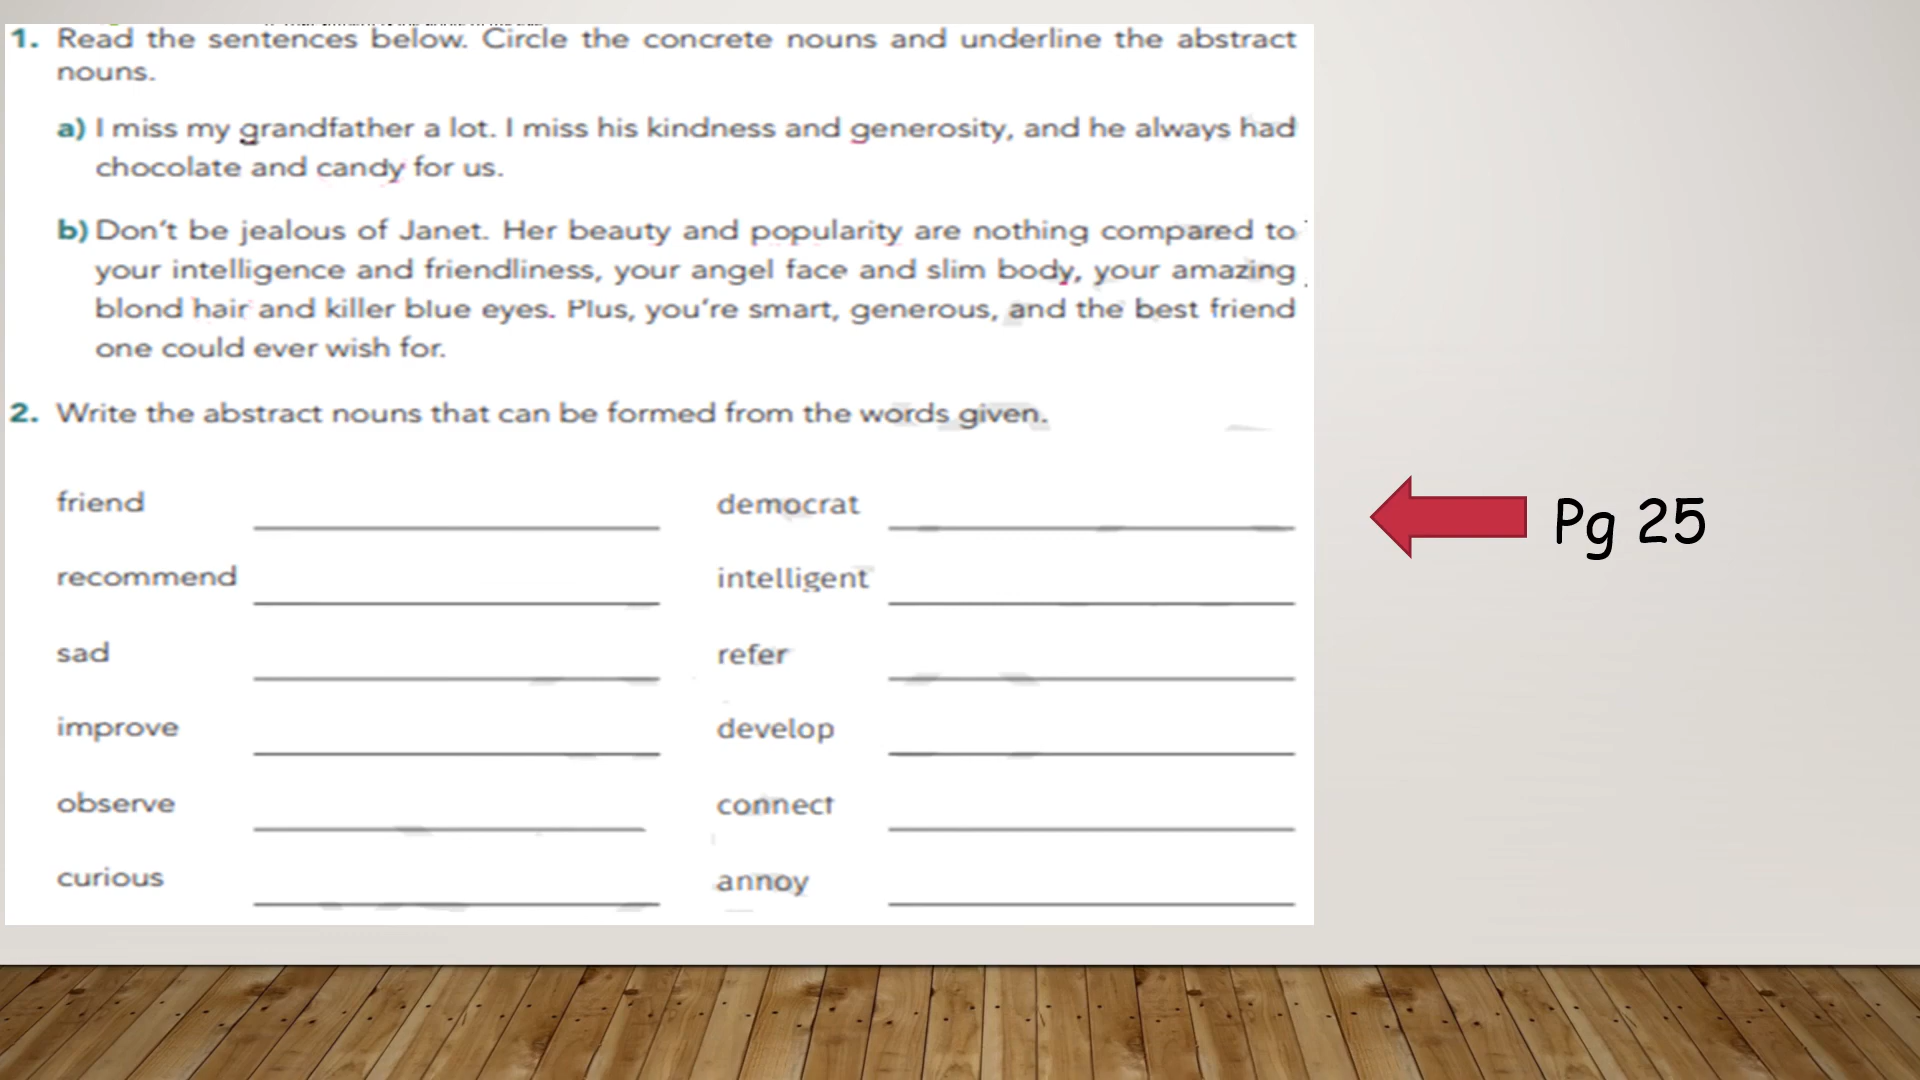 1. Read the sentences below. Circle the concrete nouns and underline the abstract
nouns.
a) I miss my grandfather a lot. I miss his kindness and generosity, and he always had
chocolate and candy for us.
b) Don't be jealous of Janet. Her beauty and popularity are nothing compared to
your intelligence and friendliness, your angel face and slim body, your amazing
blond hair and killer blue eyes. Plus, you're smart, generous, and the best friend
one could ever wish for.
2. Write the abstract nouns that can be formed from the words given.
friend democrat
recommend intelligent
sad refer
improve develop
observe connect
curious annoy
Pg 25